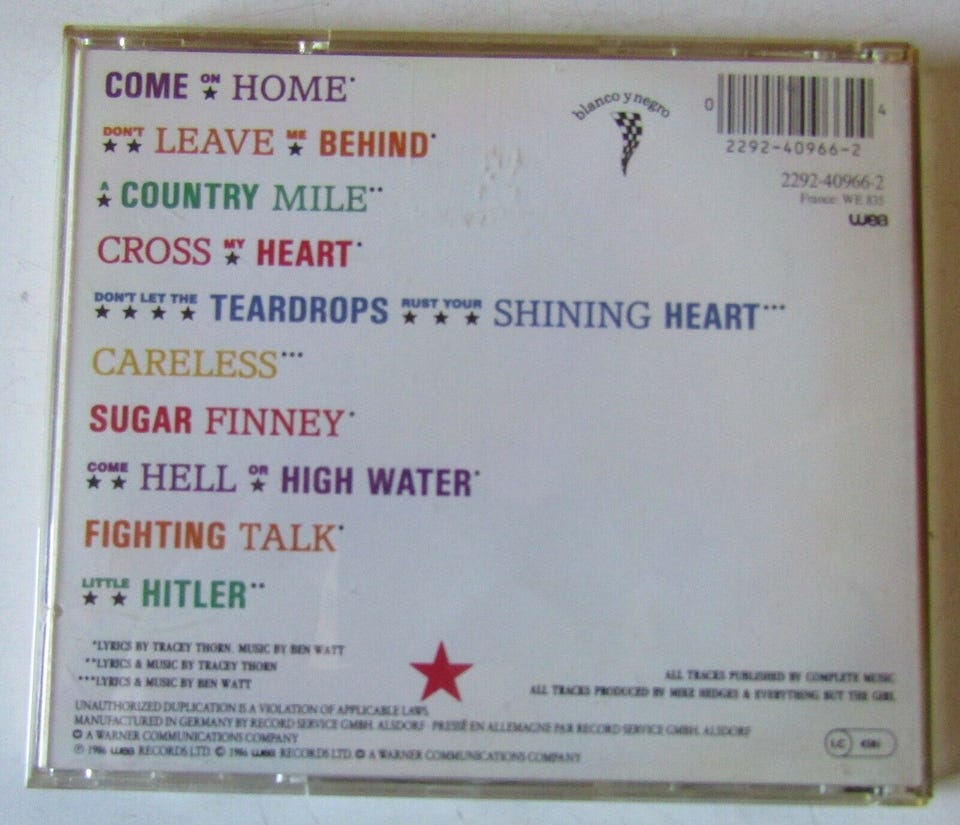 COME ON HOME*
DON'T LEAVE ME BEHIND*
A COUNTRY MILE**
CROSS MY HEART*
DON'T LET THE TEARDROPS RUST YOUR SHINING HEART***
CARELESS***
SUGAR FINNEY*
COME HELL OR HIGH WATER*
FIGHTING TALK*
LITTLE HITLER**
blanco y negro
0 4
2292-40966-2
2292-40966-2
France: WE 835
wea
*LYRICS BY TRACEY THORN. MUSIC BY BEN WATT
**LYRICS & MUSIC BY TRACEY THORN
***LYRICS & MUSIC BY BEN WATT
ALL TRACKS PUBLISHED BY COMPLETE MUSIC
ALL TRACKS PRODUCED BY MIKE HEDGES & EVERYTHING BUT THE GIRL
UNAUTHORIZED DUPLICATION IS A VIOLATION OF APPLICABLE LAWS.
MANUFACTURED IN GERMANY BY RECORD SERVICE GMBH, ALSDORF · PRESSÉ EN ALLEMAGNE PAR RECORD SERVICE GMBH, ALSDORF
A WARNER COMMUNICATIONS COMPANY
℗ 1986 wea RECORDS LTD. © 1986 wea RECORDS LTD. A WARNER COMMUNICATIONS COMPANY
LC